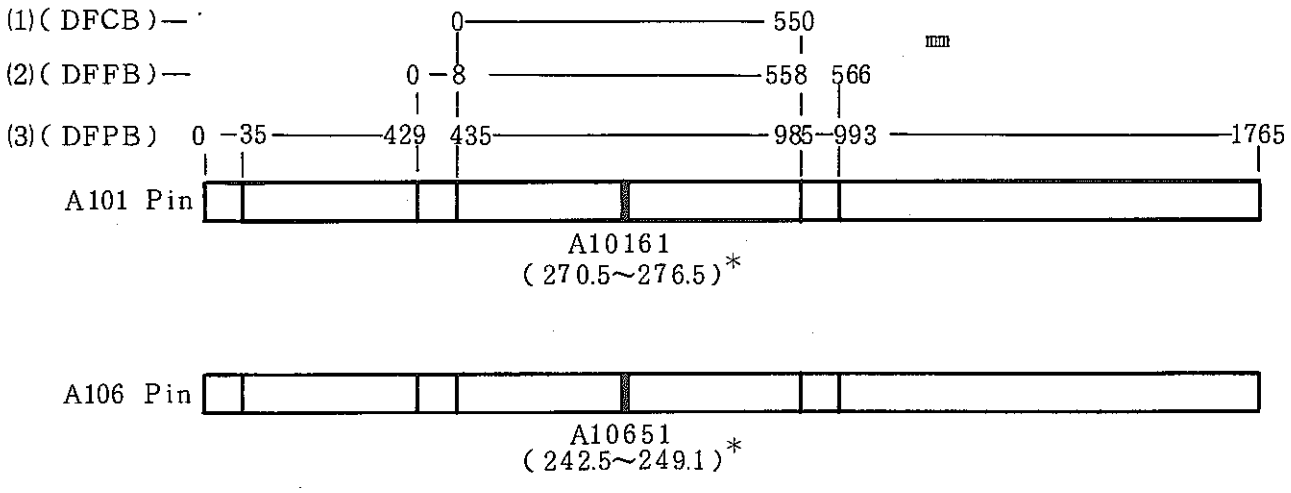 (1)( DFCB )— 0 —— 550
mm
(2)( DFFB )— 0 — 8 —— 558 566
(3)( DFPB ) 0 — 35 —— 429 435 —— 985 — 993 —— 1765
A101 Pin
A10161
( 270.5~276.5 )*
A106 Pin
A10651
( 242.5~249.1 )*